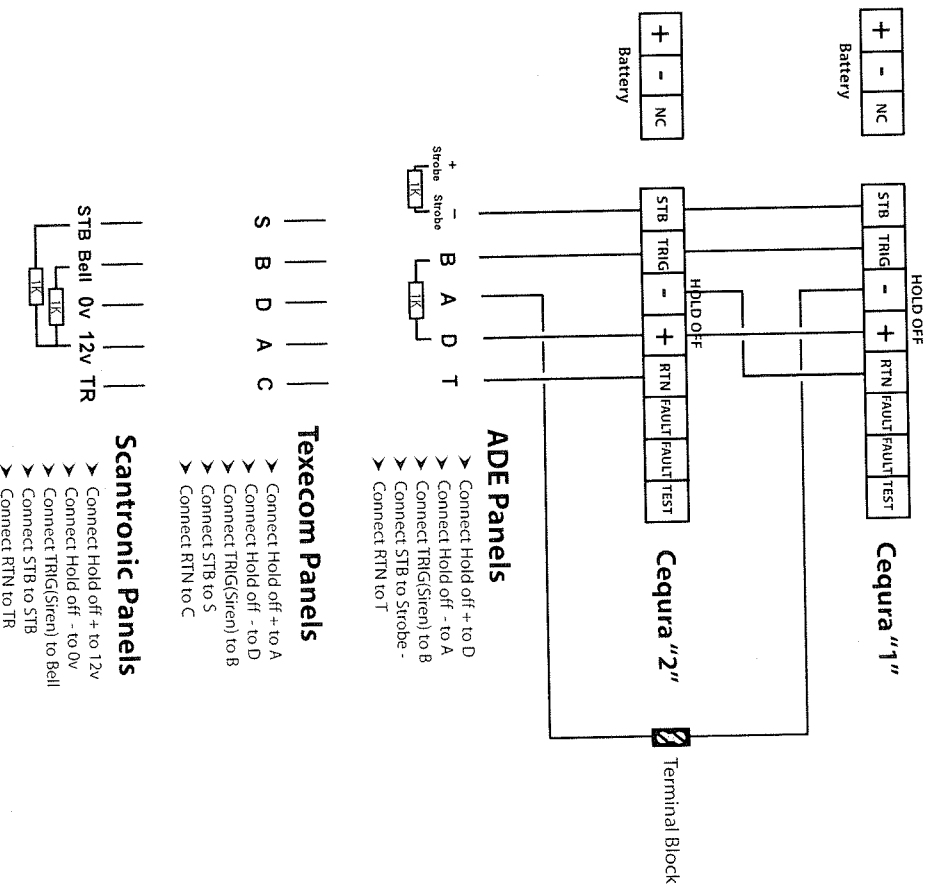 HOLD OFF
+ - NC STB TRIG - + RTN FAULT FAULT TEST
Cequra "1"
Battery
HOLD OFF
+ - NC STB TRIG - + RTN FAULT FAULT TEST
Cequra "2"
Terminal Block
Battery
ADE Panels
+ - B A D T
Strobe Strobe
1K 1K
➤ Connect Hold off + to D
➤ Connect Hold off - to A
➤ Connect TRIG(Siren) to B
➤ Connect STB to Strobe -
➤ Connect RTN to T
Texecom Panels
S B D A C
➤ Connect Hold off + to A
➤ Connect Hold off - to D
➤ Connect TRIG(Siren) to B
➤ Connect STB to S
➤ Connect RTN to C
Scantronic Panels
STB Bell 0v 12v TR
1K
1K
➤ Connect Hold off + to 12v
➤ Connect Hold off - to 0v
➤ Connect TRIG(Siren) to Bell
➤ Connect STB to STB
➤ Connect RTN to TR